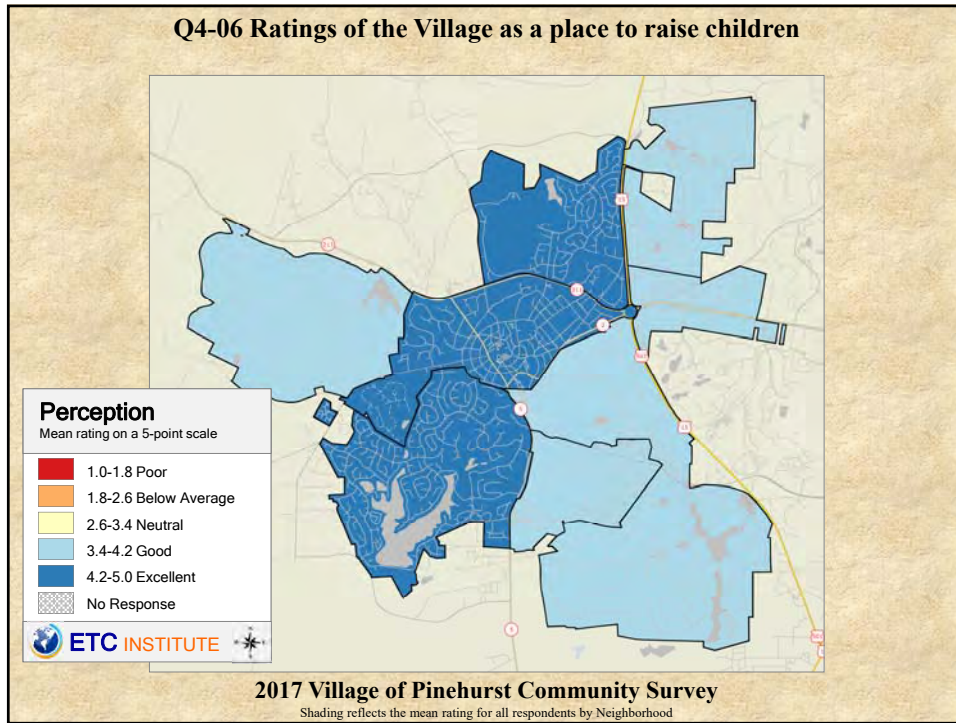 Q4-06 Ratings of the Village as a place to raise children
Perception
Mean rating on a 5-point scale
1.0-1.8 Poor
1.8-2.6 Below Average
2.6-3.4 Neutral
3.4-4.2 Good
4.2-5.0 Excellent
No Response
ETC INSTITUTE
2017 Village of Pinehurst Community Survey
Shading reflects the mean rating for all respondents by Neighborhood